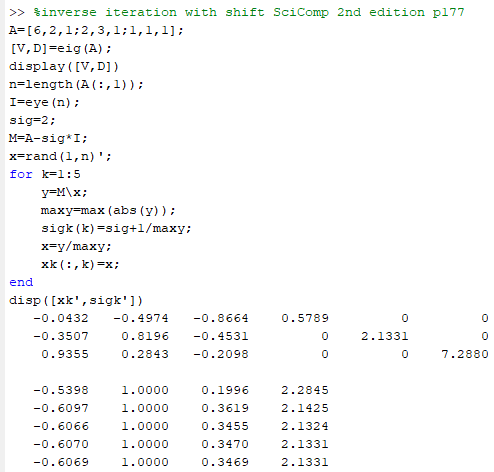 >> %inverse iteration with shift SciComp 2nd edition p177
A=[6,2,1;2,3,1;1,1,1];
[V,D]=eig(A);
display([V,D])
n=length(A(:,1));
I=eye(n);
sig=2;
M=A-sig*I;
x=rand(1,n)';
for k=1:5
    y=M\x;
    maxy=max(abs(y));
    sigk(k)=sig+1/maxy;
    x=y/maxy;
    xk(:,k)=x;
end
disp([xk',sigk'])
   -0.0432   -0.4974   -0.8664    0.5789         0         0
   -0.3507    0.8196   -0.4531         0    2.1331         0
    0.9355    0.2843   -0.2098         0         0    7.2880

   -0.5398    1.0000    0.1996    2.2845
   -0.6097    1.0000    0.3619    2.1425
   -0.6066    1.0000    0.3455    2.1324
   -0.6070    1.0000    0.3470    2.1331
   -0.6069    1.0000    0.3469    2.1331